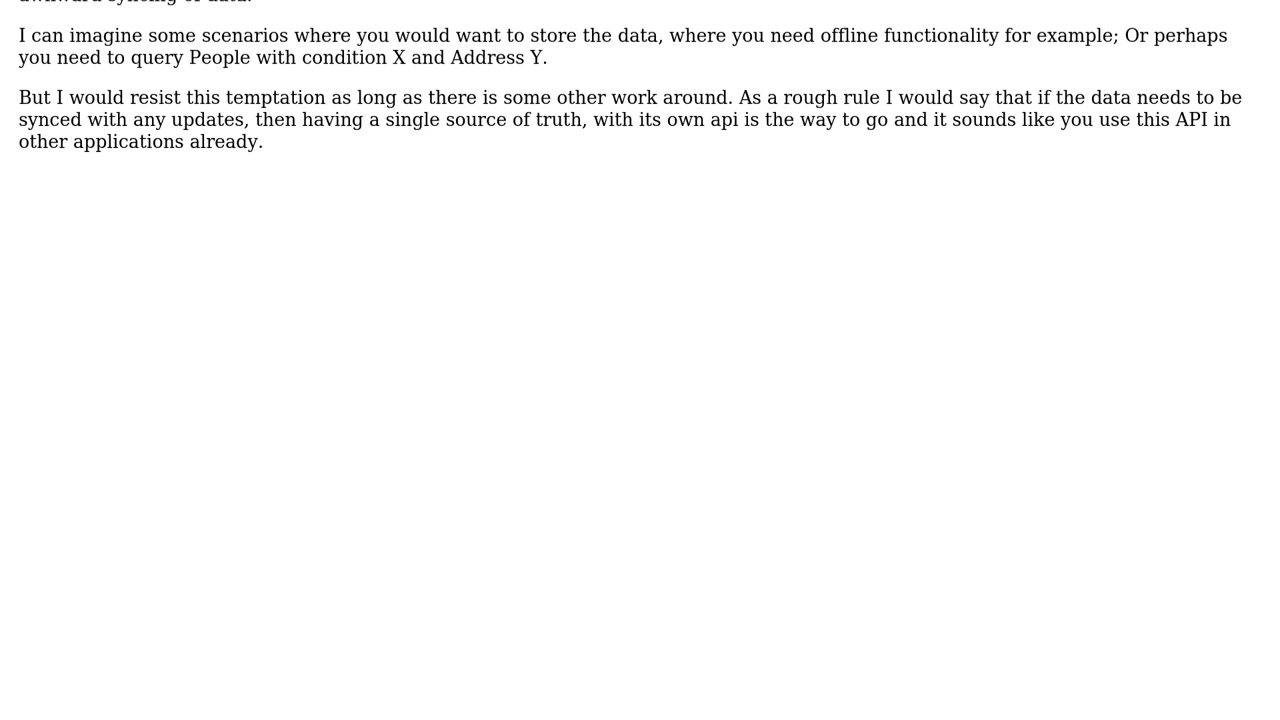 I can imagine some scenarios where you would want to store the data, where you need offline functionality for example; Or perhaps
you need to query People with condition X and Address Y.
But I would resist this temptation as long as there is some other work around. As a rough rule I would say that if the data needs to be
synced with any updates, then having a single source of truth, with its own api is the way to go and it sounds like you use this API in
other applications already.